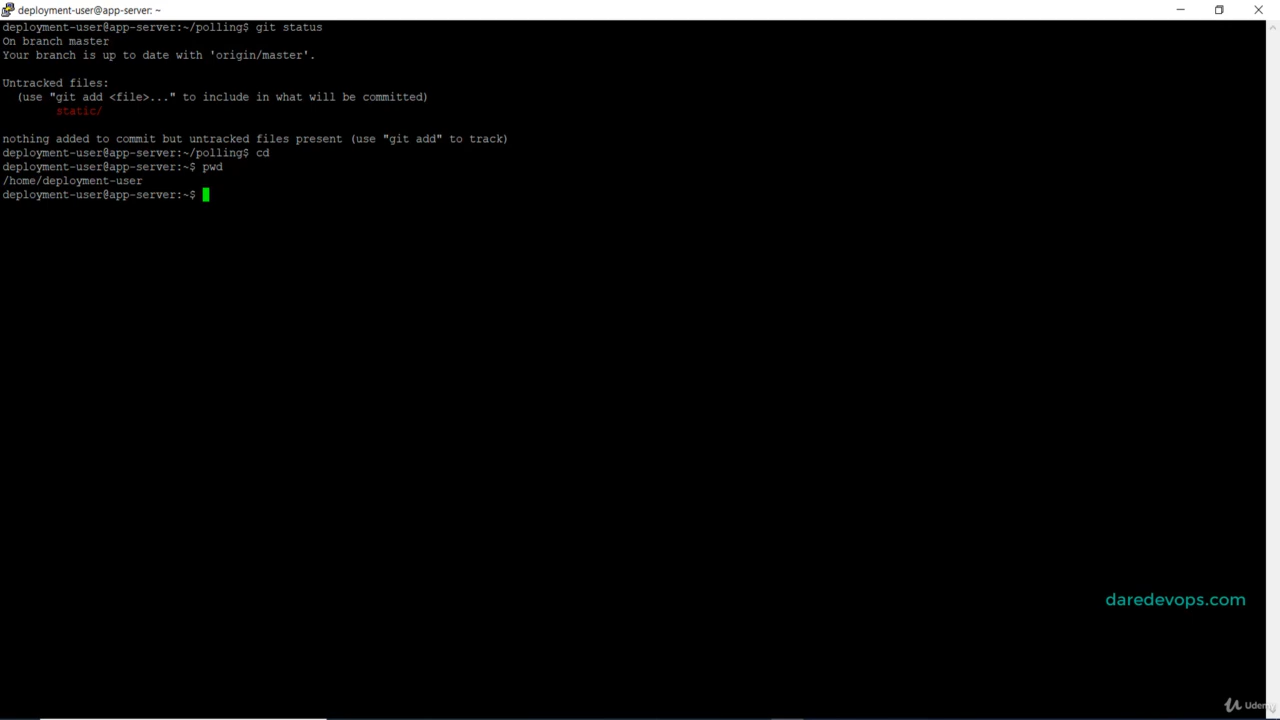 deployment-user@app-server: ~
deployment-user@app-server:~/polling$ git status
On branch master
Your branch is up to date with 'origin/master'.
Untracked files:
(use "git add <file>..." to include in what will be committed)
static/
nothing added to commit but untracked files present (use "git add" to track)
deployment-user@app-server:~/polling$ cd
deployment-user@app-server:~$ pwd
/home/deployment-user
deployment-user@app-server:~$
daredevops.com
Udemy